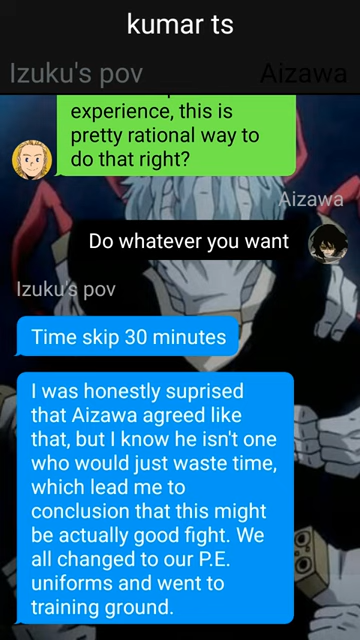 kumar ts
Izuku's pov
Aizawa
experience, this is
pretty rational way to
do that right?
Aizawa
Do whatever you want
Izuku's pov
Time skip 30 minutes
I was honestly suprised
that Aizawa agreed like
that, but I know he isn't one
who would just waste time,
which lead me to
conclusion that this might
be actually good fight. We
all changed to our P.E.
uniforms and went to
training ground.